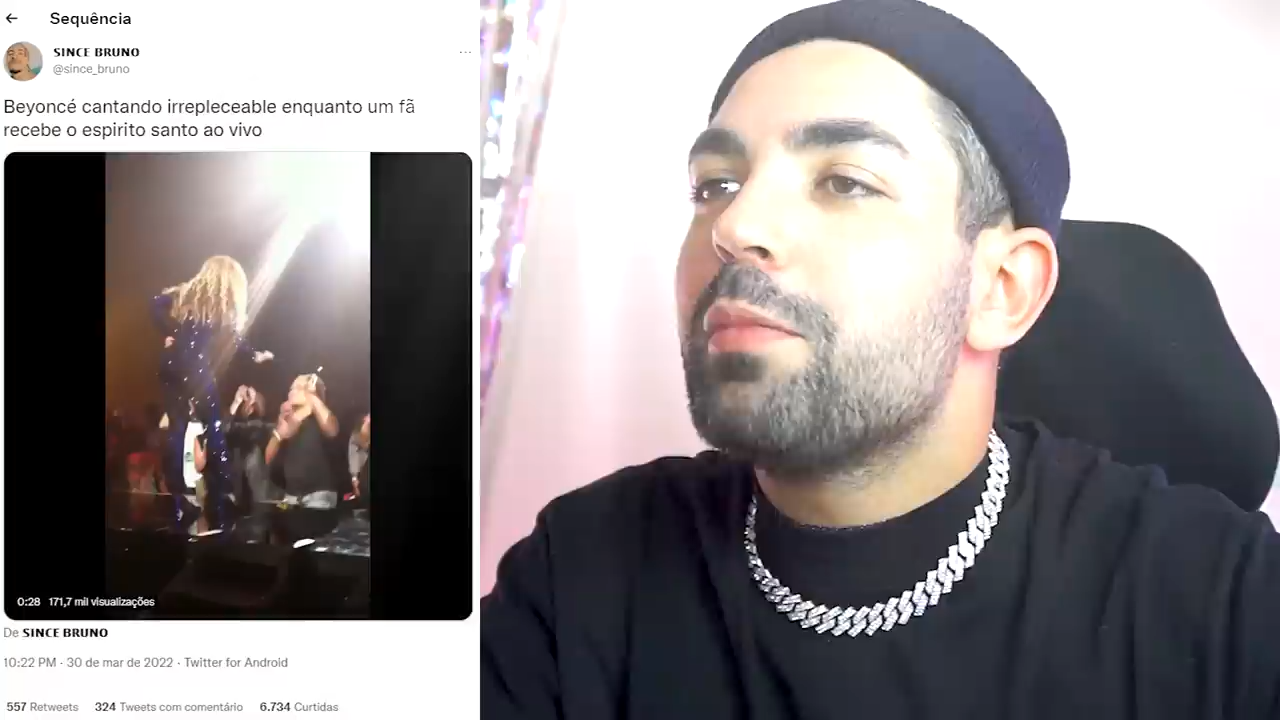 Sequência
SINCE BRUNO
@since_bruno
Beyoncé cantando irrepleceable enquanto um fã
recebe o espirito santo ao vivo
0:28 171,7 mil visualizações
De SINCE BRUNO
10:22 PM · 30 de mar de 2022 · Twitter for Android
557 Retweets 324 Tweets com comentário 6.734 Curtidas